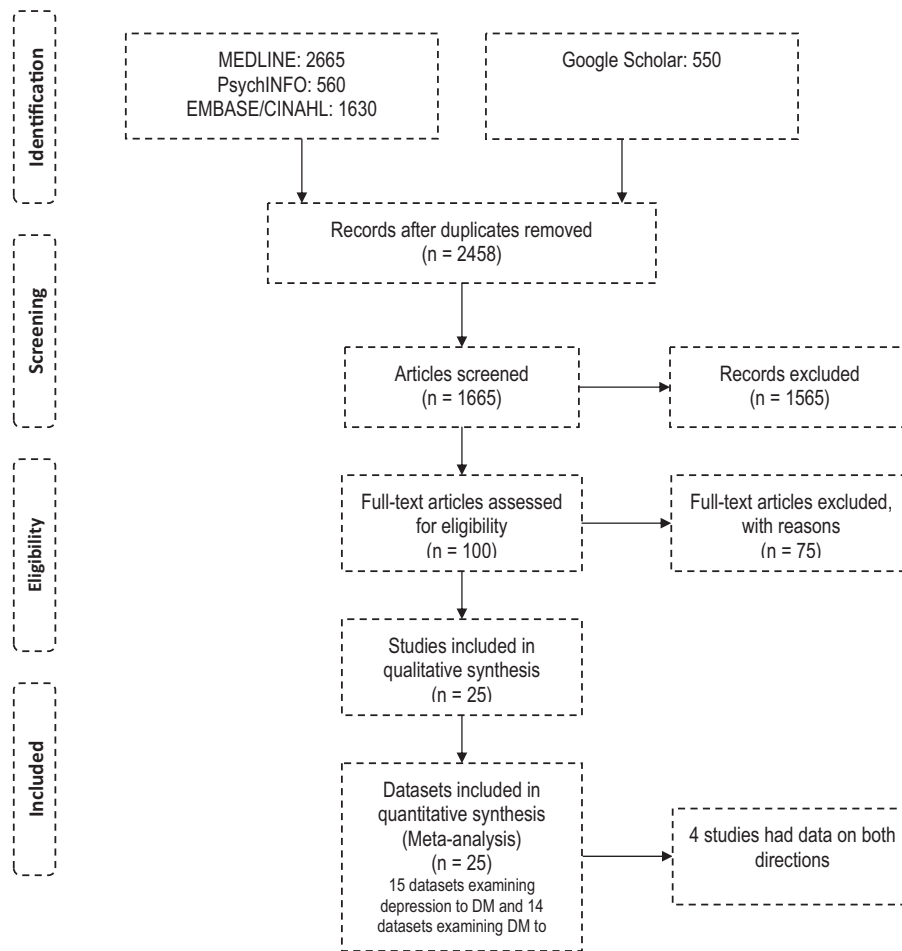 Identification
MEDLINE: 2665
PsychINFO: 560
EMBASE/CINAHL: 1630
Google Scholar: 550
Records after duplicates removed
(n = 2458)
Screening
Articles screened
(n = 1665)
Records excluded
(n = 1565)
Eligibility
Full-text articles assessed
for eligibility
(n = 100)
Full-text articles excluded,
with reasons
(n = 75)
Studies included in
qualitative synthesis
(n = 25)
Included
Datasets included in
quantitative synthesis
(Meta-analysis)
(n = 25)
15 datasets examining
depression to DM and 14
datasets examining DM to
4 studies had data on both
directions